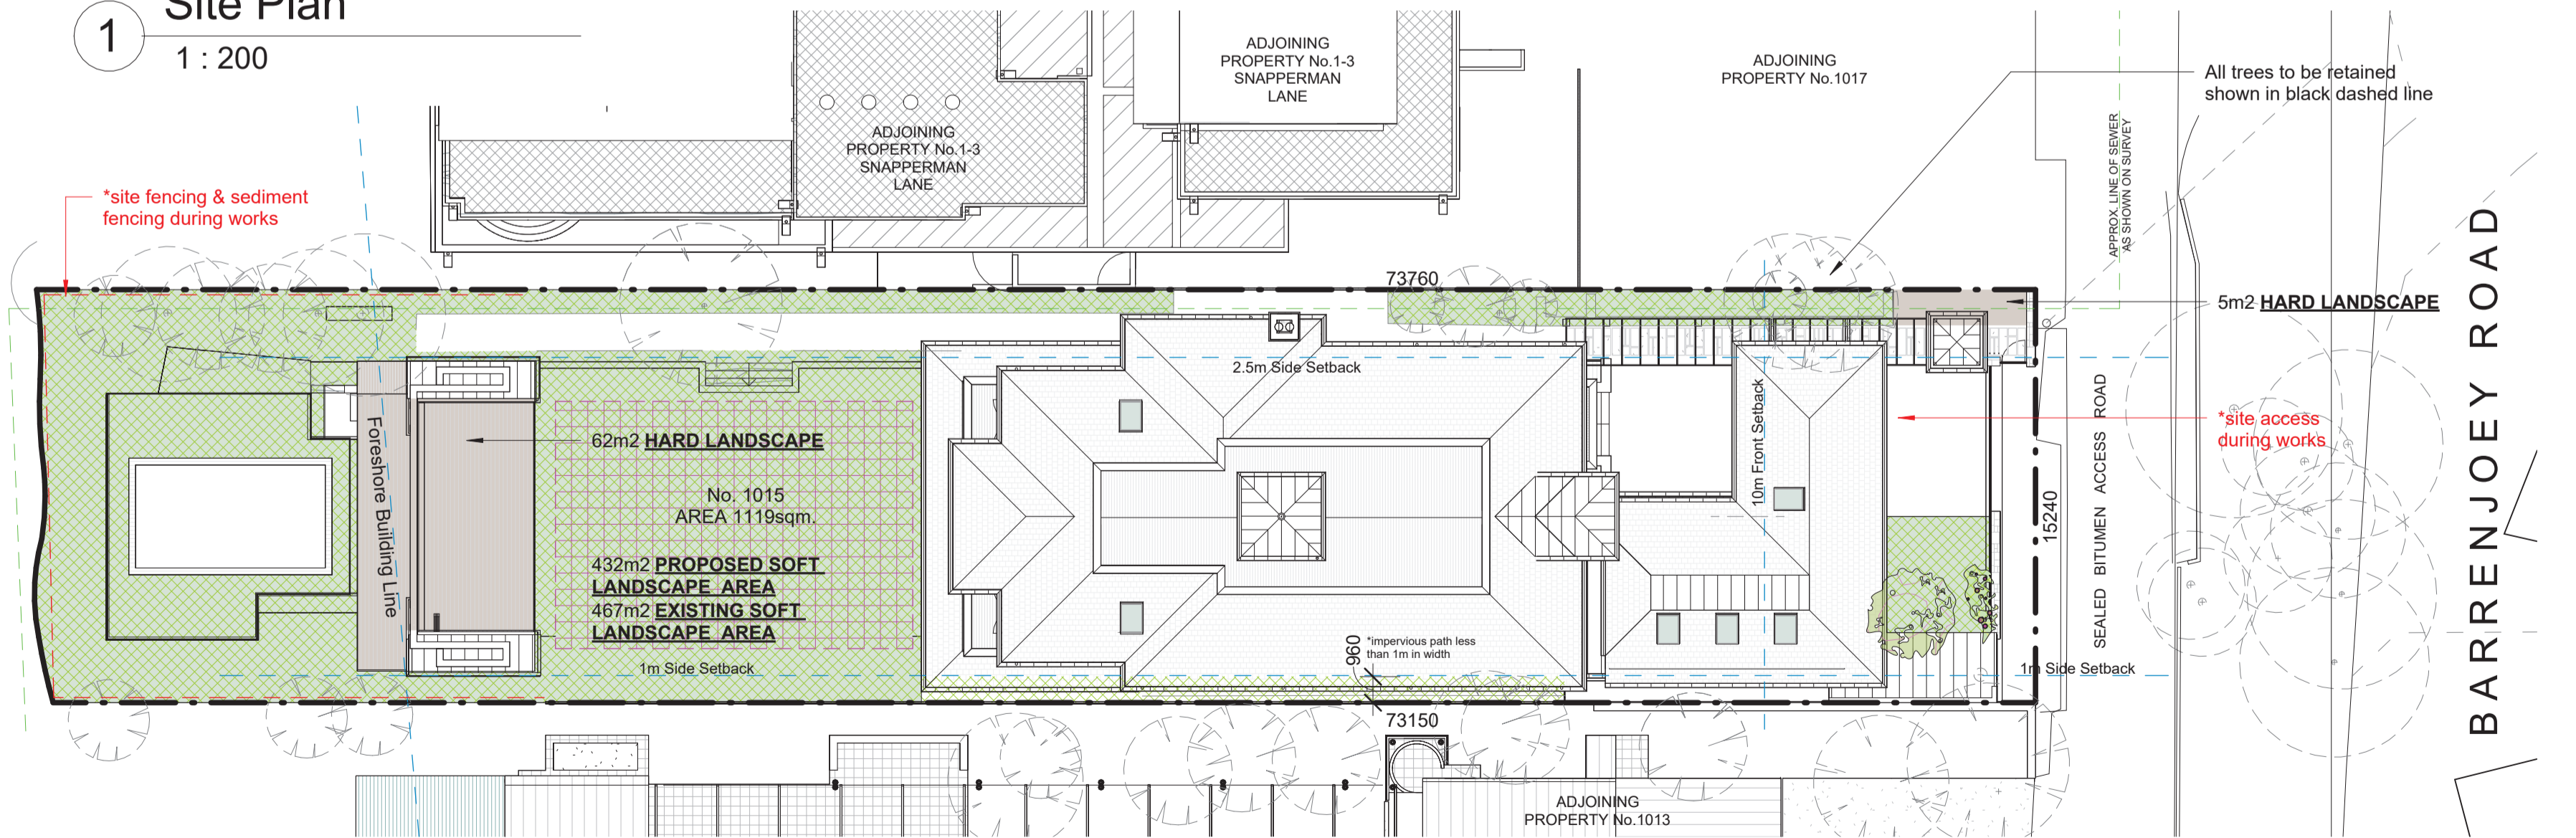 Site Plan
1
1 : 200
ADJOINING
PROPERTY No.1-3
SNAPPERMAN
LANE
ADJOINING
PROPERTY No.1-3
SNAPPERMAN
LANE
ADJOINING
PROPERTY No.1017
All trees to be retained
shown in black dashed line
APPROX. LINE OF SEWER
AS SHOWN ON SURVEY
*site fencing & sediment
fencing during works
73760
5m2 HARD LANDSCAPE
BARRENJOEY ROAD
2.5m Side Setback
10m Front Setback
SEALED BITUMEN ACCESS ROAD
*site access
during works
Foreshore Building Line
62m2 HARD LANDSCAPE
No. 1015
AREA 1119sqm.
15240
432m2 PROPOSED SOFT
LANDSCAPE AREA
467m2 EXISTING SOFT
LANDSCAPE AREA
960
*impervious path less
than 1m in width
1m Side Setback
1m Side Setback
73150
ADJOINING
PROPERTY No.1013